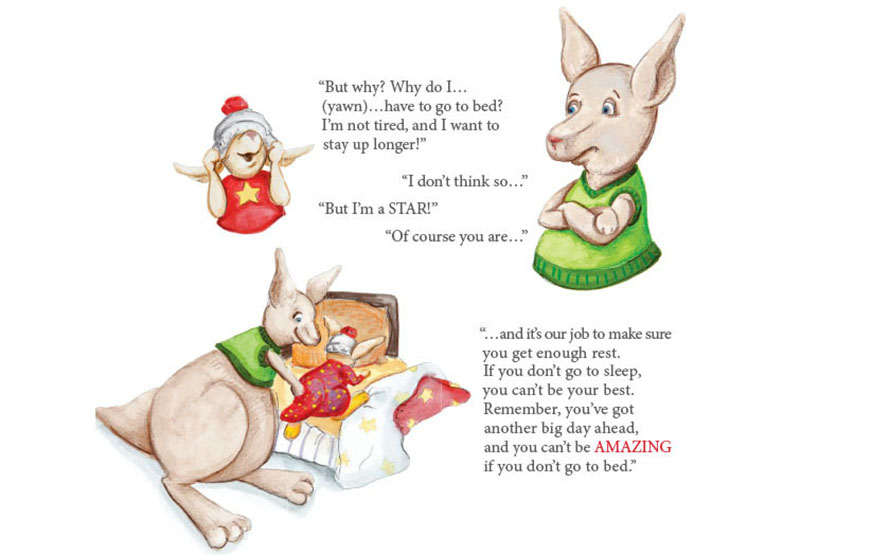 “But why? Why do I…
(yawn)…have to go to bed?
I’m not tired, and I want to
stay up longer!”
“I don’t think so…”
“But I’m a STAR!”
“Of course you are…”
“…and it’s our job to make sure
you get enough rest.
If you don’t go to sleep,
you can’t be your best.
Remember, you’ve got
another big day ahead,
and you can’t be AMAZING
if you don’t go to bed.”